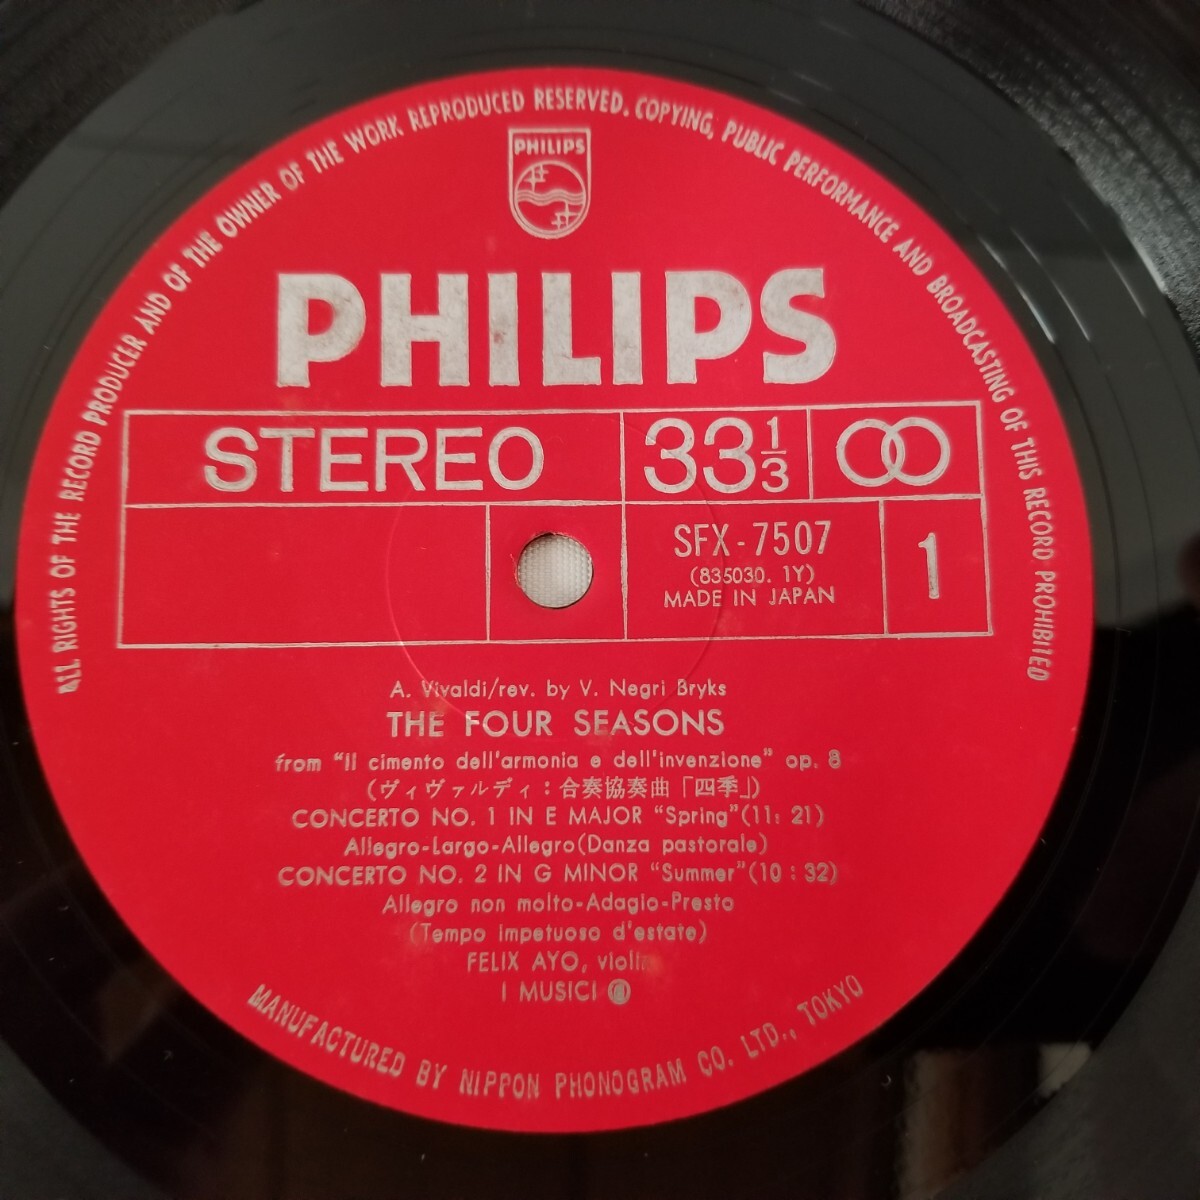 ALL RIGHTS OF THE RECORD PRODUCER AND OF THE OWNER OF THE WORK REPRODUCED RESERVED. COPYING, PUBLIC PERFORMANCE AND BROADCASTING OF THIS RECORD PROHIBITED
PHILIPS
PHILIPS
STEREO 33 1/3
SFX-7507
(835030. 1Y)
MADE IN JAPAN
1
A. Vivaldi/rev. by V. Negri Bryks
THE FOUR SEASONS
from "Il cimento dell'armonia e dell'invenzione" op. 8
(ヴィヴァルディ:合奏協奏曲「四季」)
CONCERTO NO. 1 IN E MAJOR "Spring"(11: 21)
Allegro-Largo-Allegro(Danza pastorale)
CONCERTO NO. 2 IN G MINOR "Summer"(10 : 32)
Allegro non molto-Adagio-Presto
(Tempo impetuoso d'estate)
FELIX AYO, violin
I MUSICI
MANUFACTURED BY NIPPON PHONOGRAM CO. LTD., TOKYO